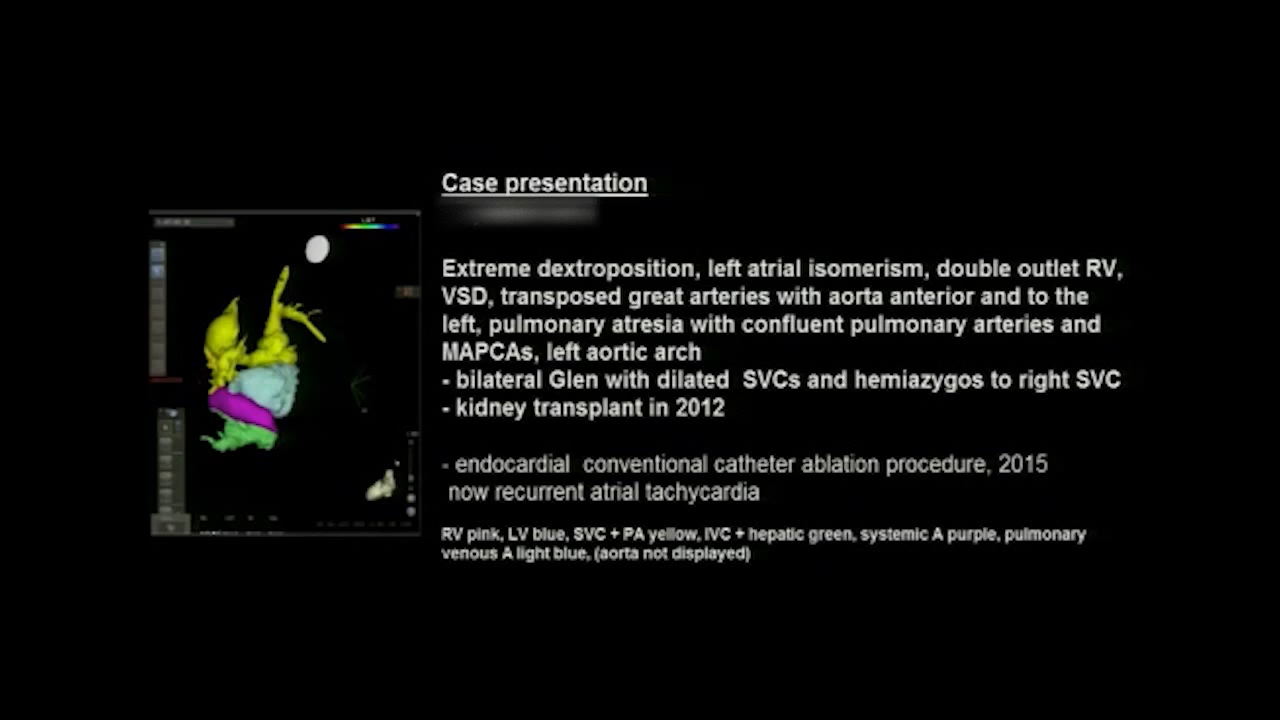 Case presentation
Extreme dextroposition, left atrial isomerism, double outlet RV,
VSD, transposed great arteries with aorta anterior and to the
left, pulmonary atresia with confluent pulmonary arteries and
MAPCAs, left aortic arch
- bilateral Glen with dilated SVCs and hemiazygos to right SVC
- kidney transplant in 2012
- endocardial conventional catheter ablation procedure, 2015
now recurrent atrial tachycardia
RV pink, LV blue, SVC + PA yellow, IVC + hepatic green, systemic A purple, pulmonary
venous A light blue, (aorta not displayed)